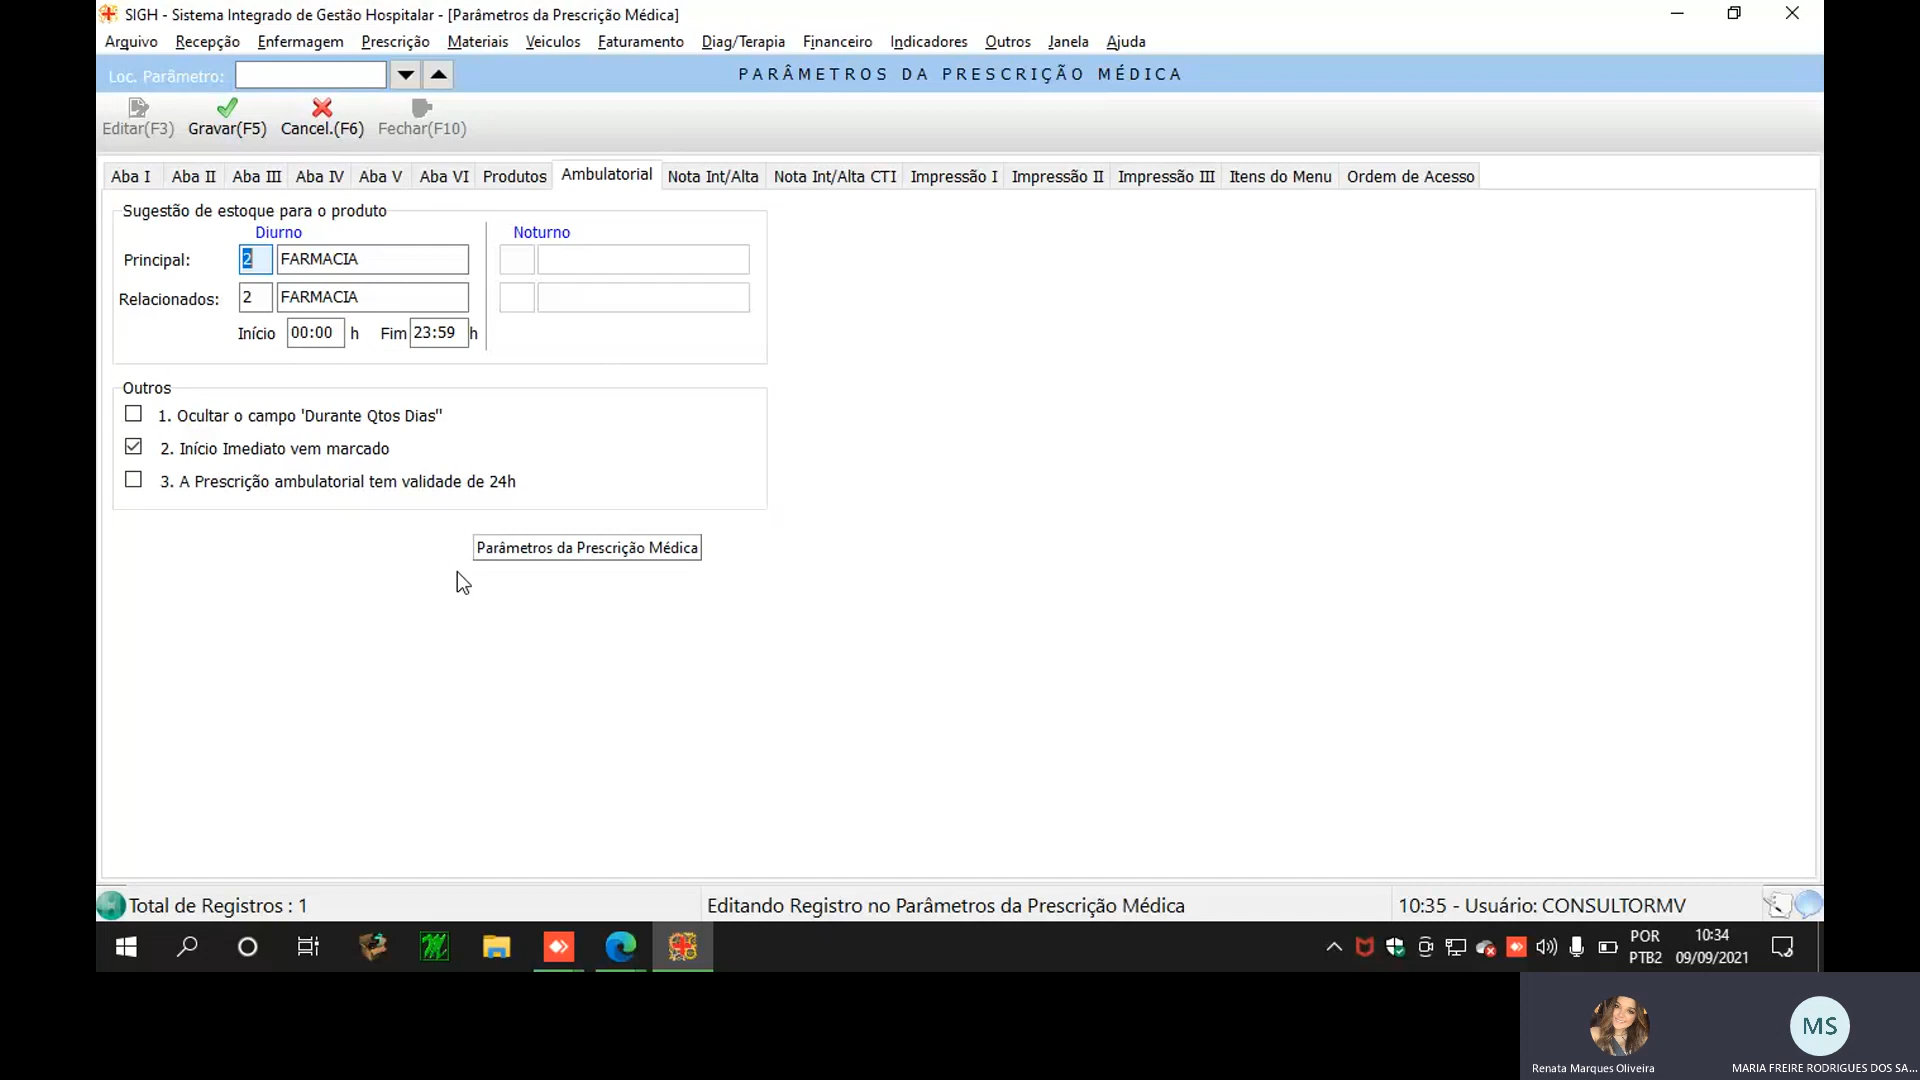 SIGH - Sistema Integrado de Gestão Hospitalar - [Parâmetros da Prescrição Médica]
Arquivo Recepção Enfermagem Prescrição Materiais Veiculos Faturamento Diag/Terapia Financeiro Indicadores Outros Janela Ajuda
Loc. Parâmetro: PARÂMETROS DA PRESCRIÇÃO MÉDICA
Editar(F3) Gravar(F5) Cancel.(F6) Fechar(F10)
Aba I Aba II Aba III Aba IV Aba V Aba VI Produtos Ambulatorial Nota Int/Alta Nota Int/Alta CTI Impressão I Impressão II Impressão III Itens do Menu Ordem de Acesso
Sugestão de estoque para o produto
Diurno Noturno
Principal: 2 FARMACIA
Relacionados: 2 FARMACIA
Início 00:00 h Fim 23:59 h
Outros
1. Ocultar o campo 'Durante Qtos Dias"
2. Início Imediato vem marcado
3. A Prescrição ambulatorial tem validade de 24h
Parâmetros da Prescrição Médica
Total de Registros : 1 Editando Registro no Parâmetros da Prescrição Médica 10:35 - Usuário: CONSULTORMV
POR 10:34
PTB2 09/09/2021
MS
Renata Marques Oliveira MARIA FREIRE RODRIGUES DOS SA...